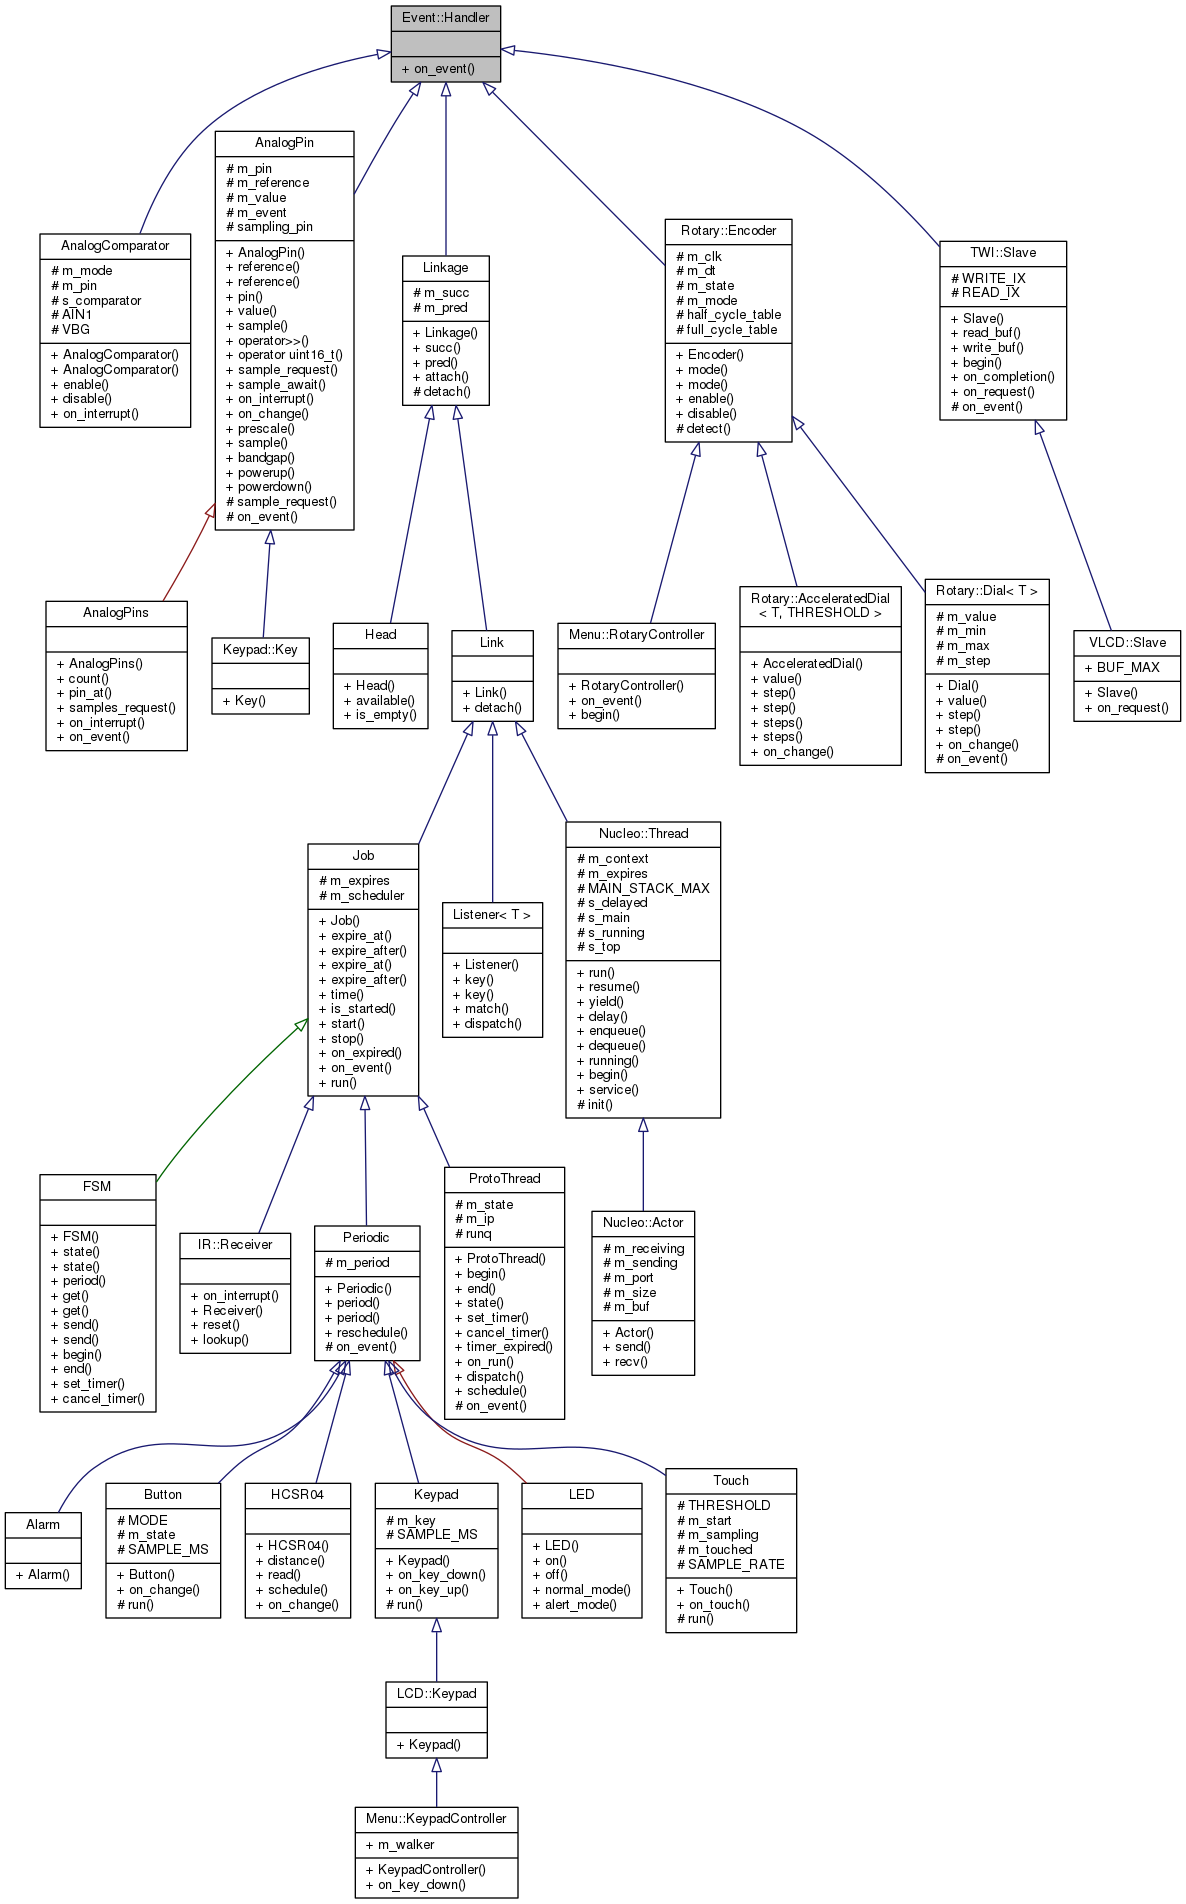 Event::Handler
+ on_event()
AnalogPin
# m_pin
# m_reference
# m_value
# m_event
# sampling_pin
+ AnalogPin()
+ reference()
+ reference()
+ pin()
+ value()
+ sample()
+ operator>>()
+ operator uint16_t()
+ sample_request()
+ sample_await()
+ on_interrupt()
+ on_change()
+ prescale()
+ sample()
+ bandgap()
+ powerup()
+ powerdown()
# sample_request()
# on_event()
AnalogComparator
# m_mode
# m_pin
# s_comparator
# AIN1
# VBG
+ AnalogComparator()
+ AnalogComparator()
+ enable()
+ disable()
+ on_interrupt()
Linkage
# m_succ
# m_pred
+ Linkage()
+ succ()
+ pred()
+ attach()
# detach()
Rotary::Encoder
# m_clk
# m_dt
# m_state
# m_mode
# half_cycle_table
# full_cycle_table
+ Encoder()
+ mode()
+ mode()
+ enable()
+ disable()
# detect()
TWI::Slave
# WRITE_IX
# READ_IX
+ Slave()
+ read_buf()
+ write_buf()
+ begin()
+ on_completion()
+ on_request()
# on_event()
AnalogPins
+ AnalogPins()
+ count()
+ pin_at()
+ samples_request()
+ on_interrupt()
+ on_event()
Keypad::Key
+ Key()
Head
+ Head()
+ available()
+ is_empty()
Link
+ Link()
+ detach()
Menu::RotaryController
+ RotaryController()
+ on_event()
+ begin()
Rotary::AcceleratedDial
< T, THRESHOLD >
+ AcceleratedDial()
+ value()
+ step()
+ step()
+ steps()
+ steps()
+ on_change()
Rotary::Dial< T >
# m_value
# m_min
# m_max
# m_step
+ Dial()
+ value()
+ step()
+ step()
+ on_change()
# on_event()
VLCD::Slave
+ BUF_MAX
+ Slave()
+ on_request()
Job
# m_expires
# m_scheduler
+ Job()
+ expire_at()
+ expire_after()
+ expire_at()
+ expire_after()
+ time()
+ is_started()
+ start()
+ stop()
+ on_expired()
+ on_event()
+ run()
Listener< T >
+ Listener()
+ key()
+ key()
+ match()
+ dispatch()
Nucleo::Thread
# m_context
# m_expires
# MAIN_STACK_MAX
# s_delayed
# s_main
# s_running
# s_top
+ run()
+ resume()
+ yield()
+ delay()
+ enqueue()
+ dequeue()
+ running()
+ begin()
+ service()
# init()
FSM
+ FSM()
+ state()
+ state()
+ period()
+ get()
+ get()
+ send()
+ send()
+ begin()
+ end()
+ set_timer()
+ cancel_timer()
IR::Receiver
+ on_interrupt()
+ Receiver()
+ reset()
+ lookup()
Periodic
# m_period
+ Periodic()
+ period()
+ period()
+ reschedule()
# on_event()
ProtoThread
# m_state
# m_ip
# runq
+ ProtoThread()
+ begin()
+ end()
+ state()
+ set_timer()
+ cancel_timer()
+ timer_expired()
+ on_run()
+ dispatch()
+ schedule()
# on_event()
Nucleo::Actor
# m_receiving
# m_sending
# m_port
# m_size
# m_buf
+ Actor()
+ send()
+ recv()
Alarm
+ Alarm()
Button
# MODE
# m_state
# SAMPLE_MS
+ Button()
+ on_change()
# run()
HCSR04
+ HCSR04()
+ distance()
+ read()
+ schedule()
+ on_change()
Keypad
# m_key
# SAMPLE_MS
+ Keypad()
+ on_key_down()
+ on_key_up()
# run()
LED
+ LED()
+ on()
+ off()
+ normal_mode()
+ alert_mode()
Touch
# THRESHOLD
# m_start
# m_sampling
# m_touched
# SAMPLE_RATE
+ Touch()
+ on_touch()
# run()
LCD::Keypad
+ Keypad()
Menu::KeypadController
+ m_walker
+ KeypadController()
+ on_key_down()